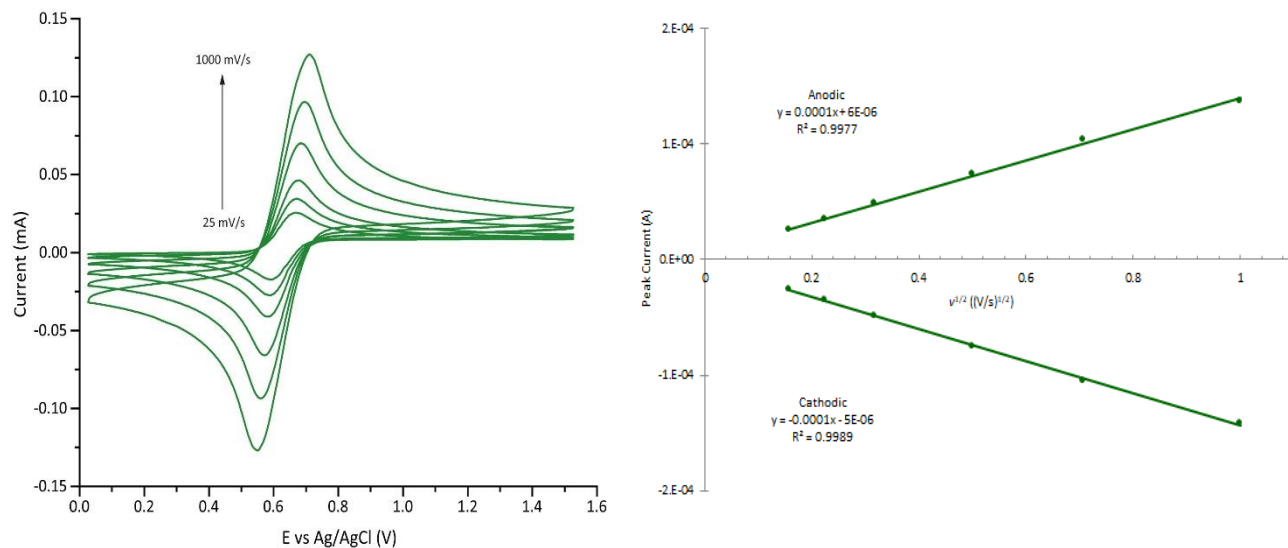 0.15
0.10
0.05
0.00
-0.05
-0.10
-0.15
Current (mA)
1000 mV/s
25 mV/s
0.0 0.2 0.4 0.6 0.8 1.0 1.2 1.4 1.6
E vs Ag/AgCl (V)
2.E-04
1.E-04
0.E+00
-1.E-04
-2.E-04
Peak Current (A)
Anodic
y = 0.0001x + 6E-06
R² = 0.9977
0 0.2 0.4 0.6 0.8 1
v^1/2 ((V/s)^1/2)
Cathodic
y = -0.0001x - 5E-06
R² = 0.9989